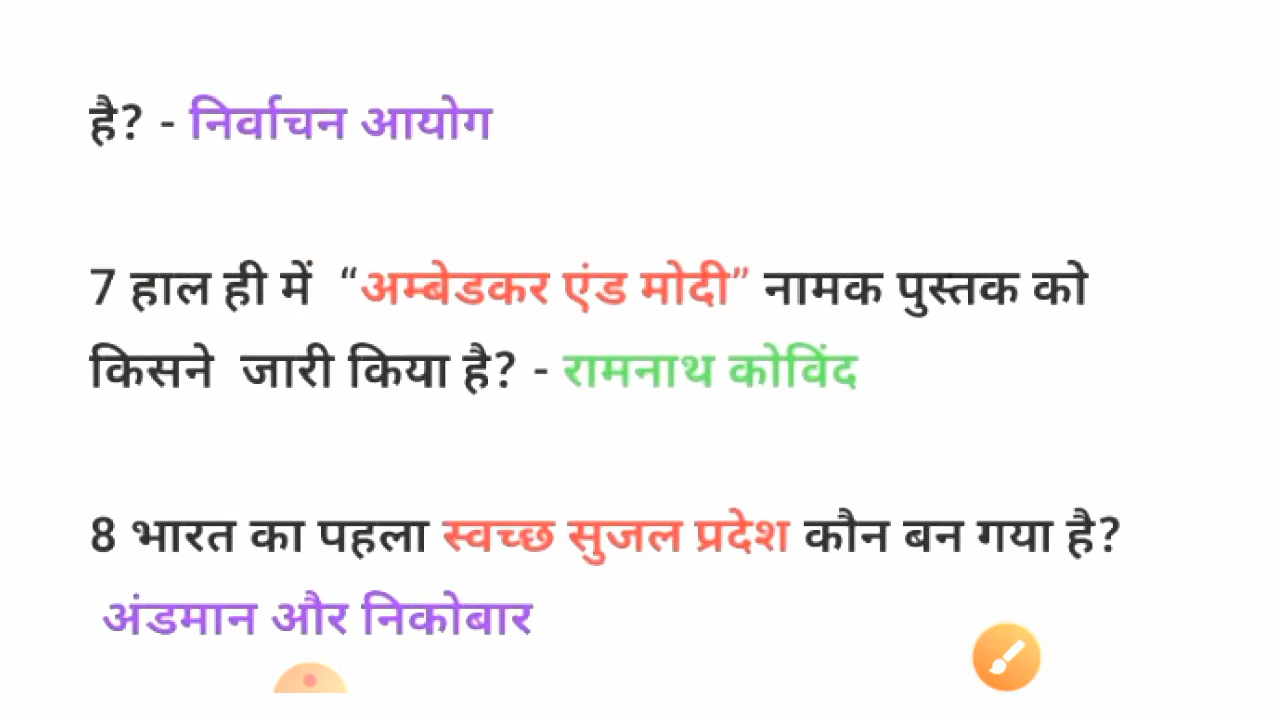 है? - निर्वाचन आयोग
7 हाल ही में “अम्बेडकर एंड मोदी” नामक पुस्तक को
किसने जारी किया है? - रामनाथ कोविंद
8 भारत का पहला स्वच्छ सुजल प्रदेश कौन बन गया है?
अंडमान और निकोबार